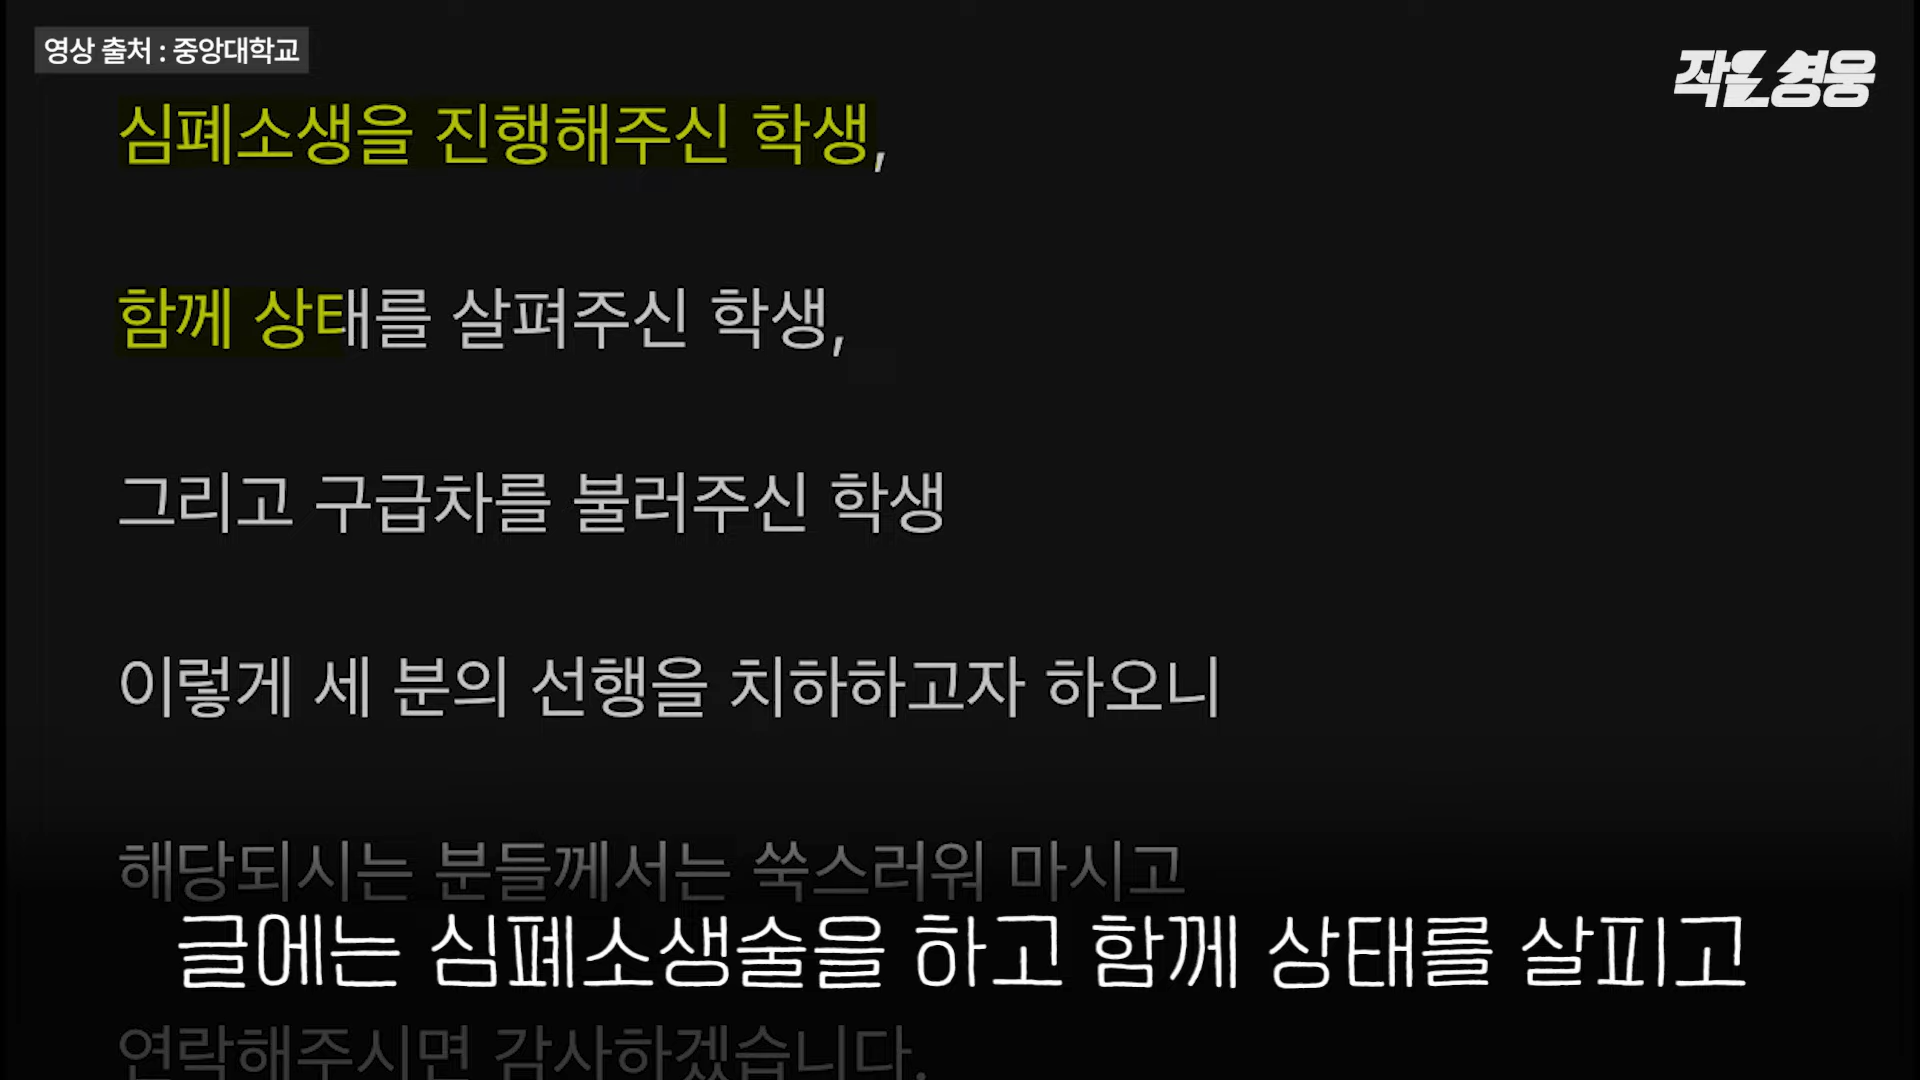 영상 출처 : 중앙대학교
작은 영웅
심폐소생을 진행해주신 학생,
함께 상태를 살펴주신 학생,
그리고 구급차를 불러주신 학생
이렇게 세 분의 선행을 치하하고자 하오니
해당되시는 분들께서는 쑥스러워 마시고
글에는 심폐소생술을 하고 함께 상태를 살피고
연락해주시면 감사하겠습니다.